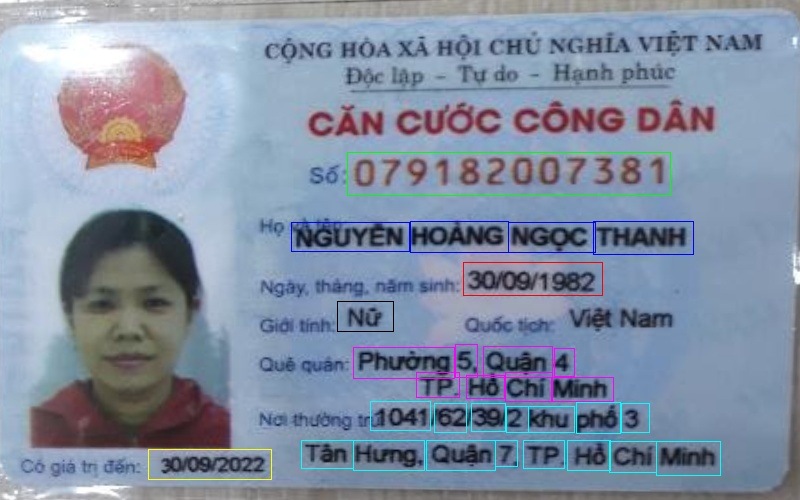 CỘNG HÒA XÃ HỘI CHỦ NGHĨA VIỆT NAM
Độc lập - Tự do - Hạnh phúc
CĂN CƯỚC CÔNG DÂN
Số: 079182007381
Họ và tên: NGUYỄN HOÀNG NGỌC THANH
Ngày, tháng, năm sinh: 30/09/1982
Giới tính: Nữ Quốc tịch: Việt Nam
Quê quán: Phường 5, Quận 4
TP. Hồ Chí Minh
Nơi thường trú: 1041/62/39/2 khu phố 3
Tân Hưng, Quận 7, TP. Hồ Chí Minh
Có giá trị đến: 30/09/2022